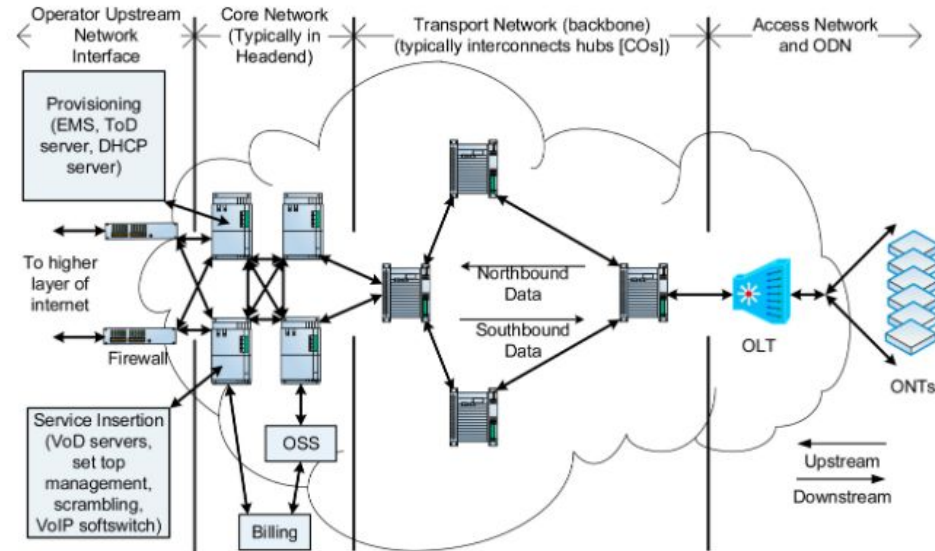 Operator Upstream
Network
Interface
Core Network
(Typically in
Headend)
Transport Network (backbone)
(typically interconnects hubs [COs])
Access Network
and ODN
Provisioning
(EMS, ToD
server,
DHCP
server)
To higher
layer of
internet
Firewall
Service Insertion
(VoD servers,
set top
management,
scrambling,
VoIP softswitch)
OSS
Billing
Northbound
Data
Southbound
Data
OLT
ONTs
Upstream
Downstream